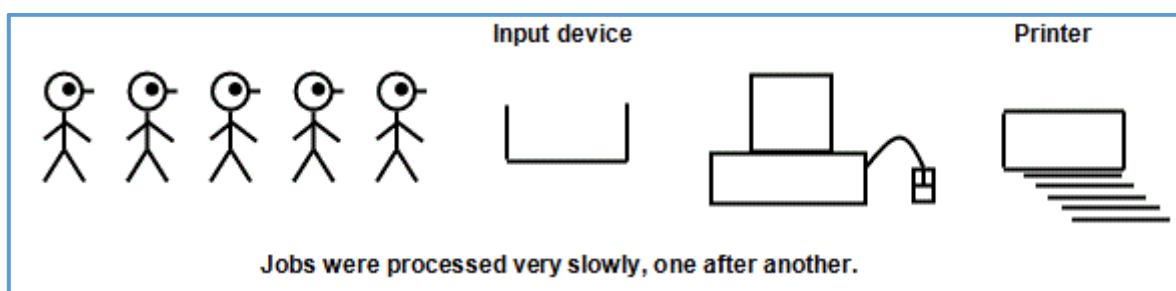 Input device
Printer
Jobs were processed very slowly, one after another.